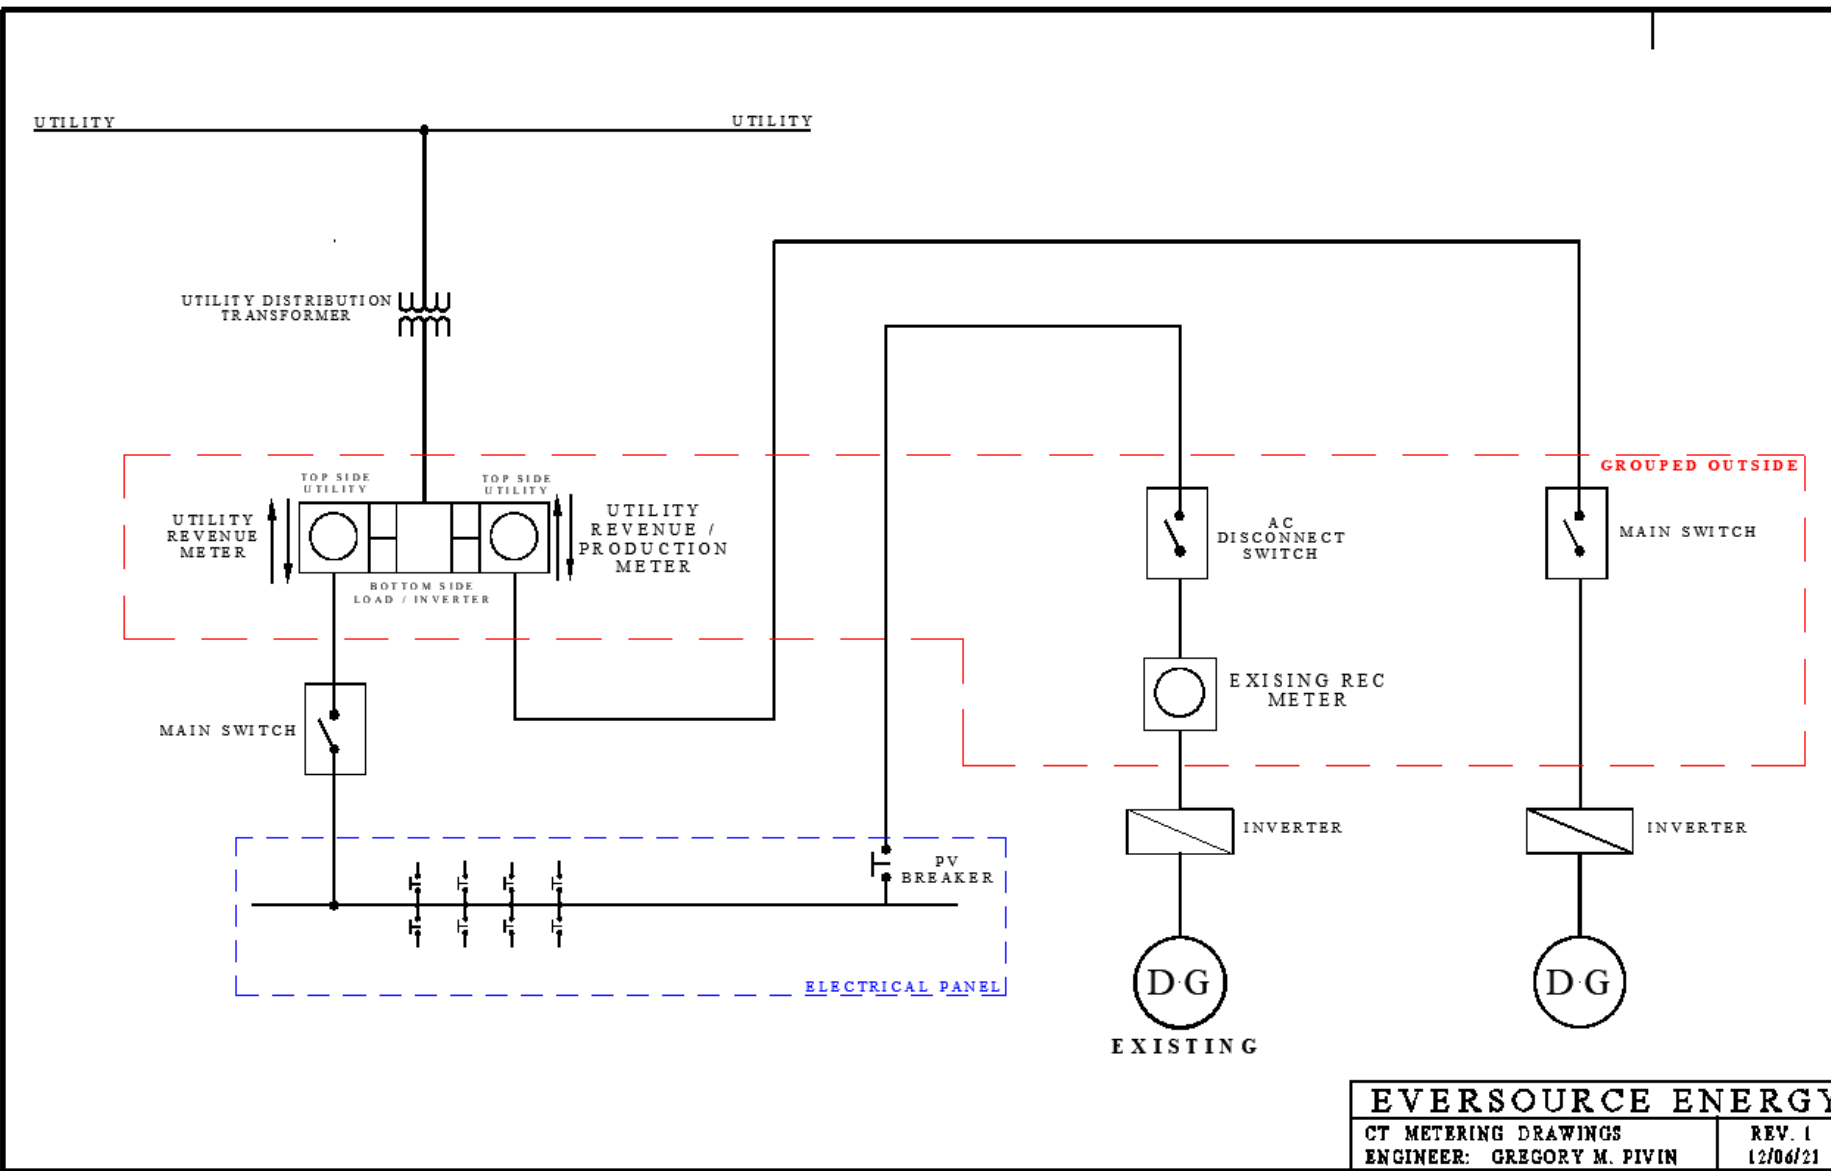 UTILITY
UTILITY
UTILITY DISTRIBUTION
TRANSFORMER
GROUPED OUTSIDE
TOP SIDE
UTILITY
TOP SIDE
UTILITY
UTILITY
REVENUE
METER
UTILITY
REVENUE /
PRODUCTION
METER
BOTTOM SIDE
LOAD / INVERTER
AC
DISCONNECT
SWITCH
MAIN SWITCH
EXISING REC
METER
MAIN SWITCH
INVERTER
INVERTER
PV
BREAKER
ELECTRICAL PANEL
D·G
D·G
EXISTING
EVERSOURCE ENERGY
CT METERING DRAWINGS
REV. 1
ENGINEER: GREGORY M. PIVIN
12/06/21